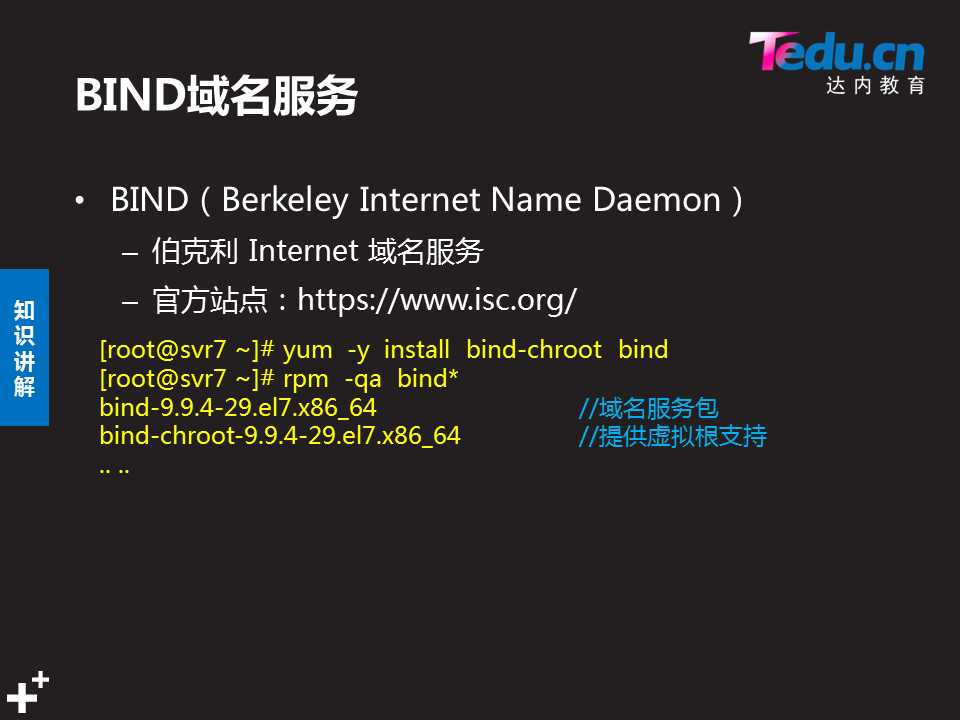 Tedu.cn
达内教育
BIND域名服务
• BIND（Berkeley Internet Name Daemon）
– 伯克利 Internet 域名服务
– 官方站点：https://www.isc.org/
知识讲解
[root@svr7 ~]# yum -y install bind-chroot bind
[root@svr7 ~]# rpm -qa bind*
bind-9.9.4-29.el7.x86_64 //域名服务包
bind-chroot-9.9.4-29.el7.x86_64 //提供虚拟根支持
.. ..